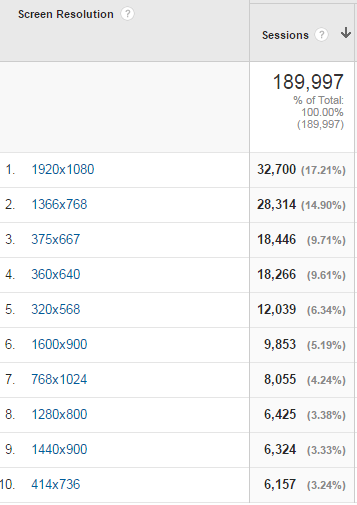 Screen Resolution ? Sessions ?
189,997
% of Total:
100.00%
(189,997)
1. 1920x1080 32,700 (17.21%)
2. 1366x768 28,314 (14.90%)
3. 375x667 18,446 (9.71%)
4. 360x640 18,266 (9.61%)
5. 320x568 12,039 (6.34%)
6. 1600x900 9,853 (5.19%)
7. 768x1024 8,055 (4.24%)
8. 1280x800 6,425 (3.38%)
9. 1440x900 6,324 (3.33%)
10. 414x736 6,157 (3.24%)